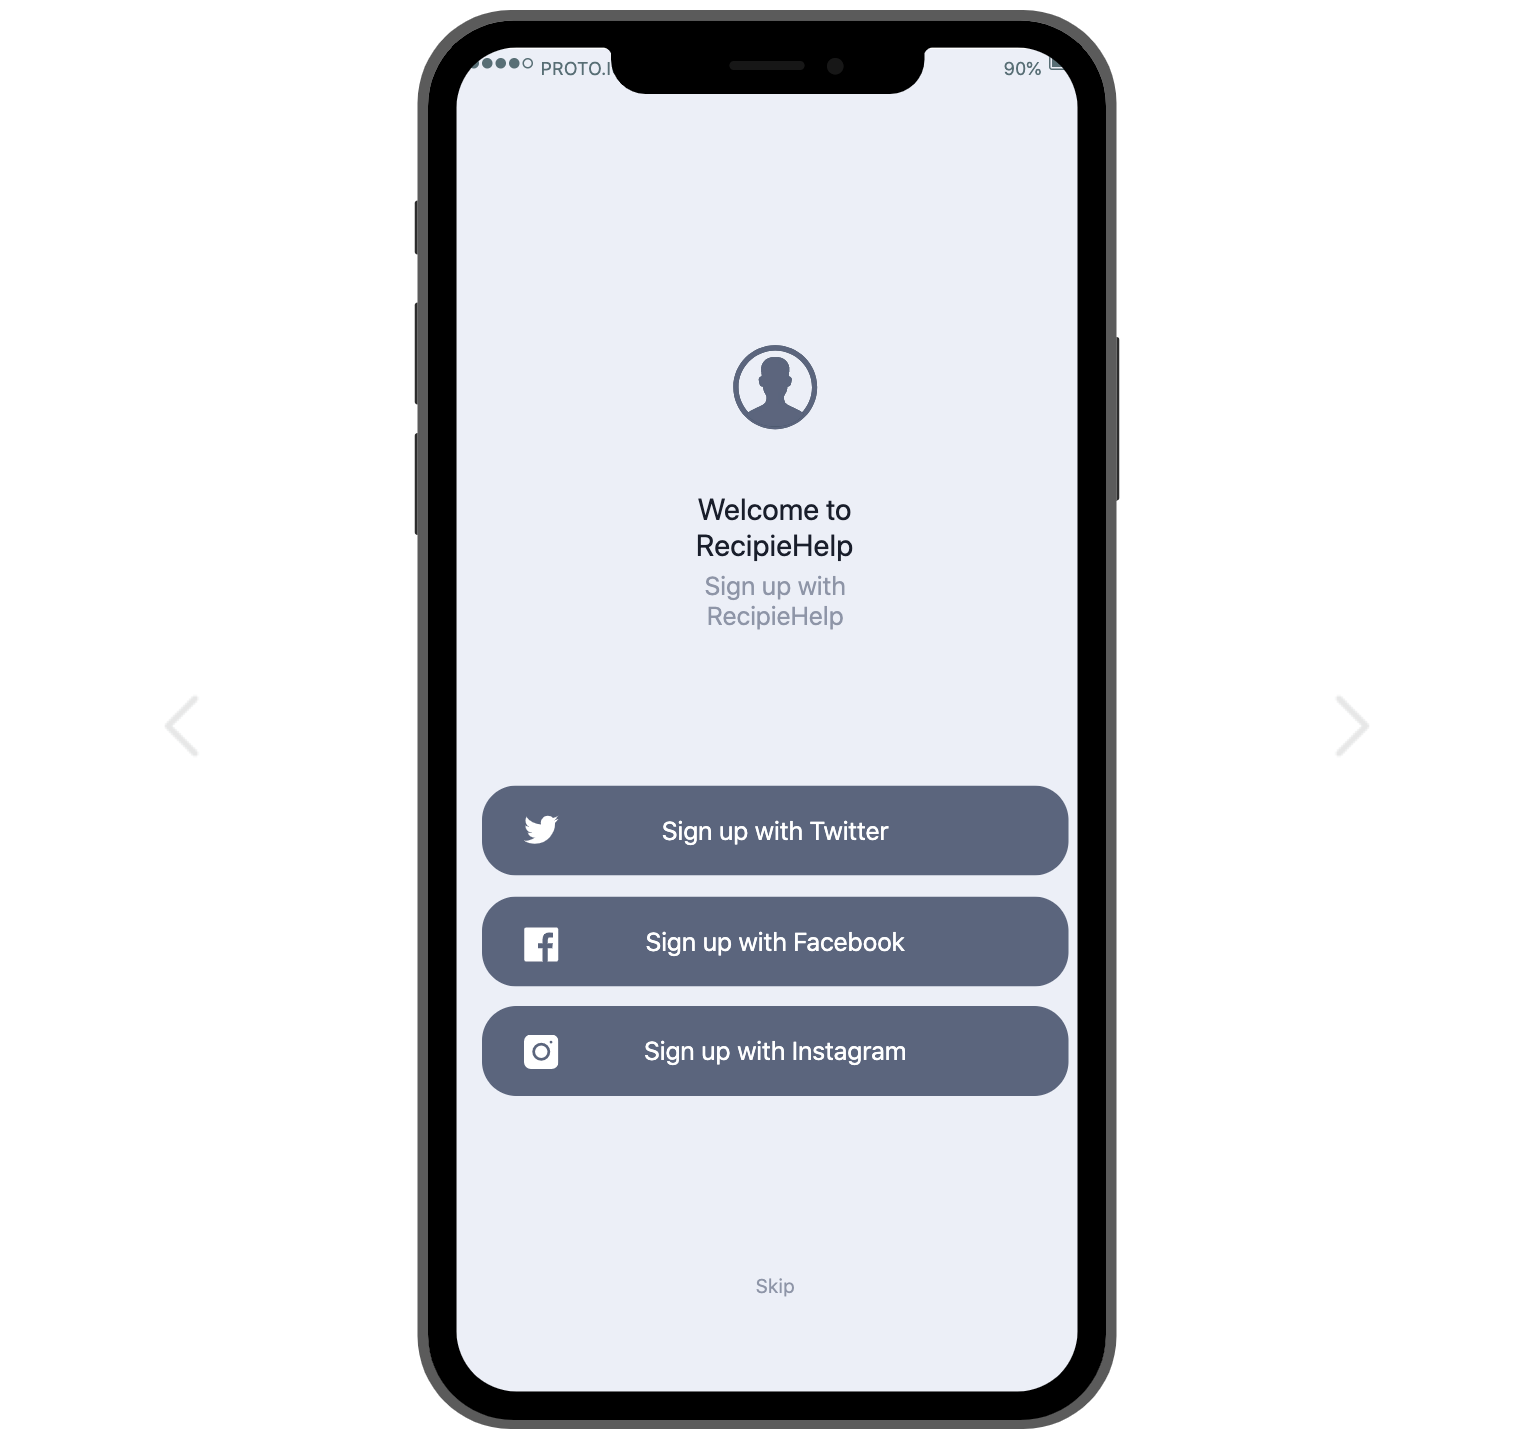 PROTO.I
90%
Welcome to
RecipieHelp
Sign up with
RecipieHelp
Sign up with Twitter
Sign up with Facebook
Sign up with Instagram
Skip